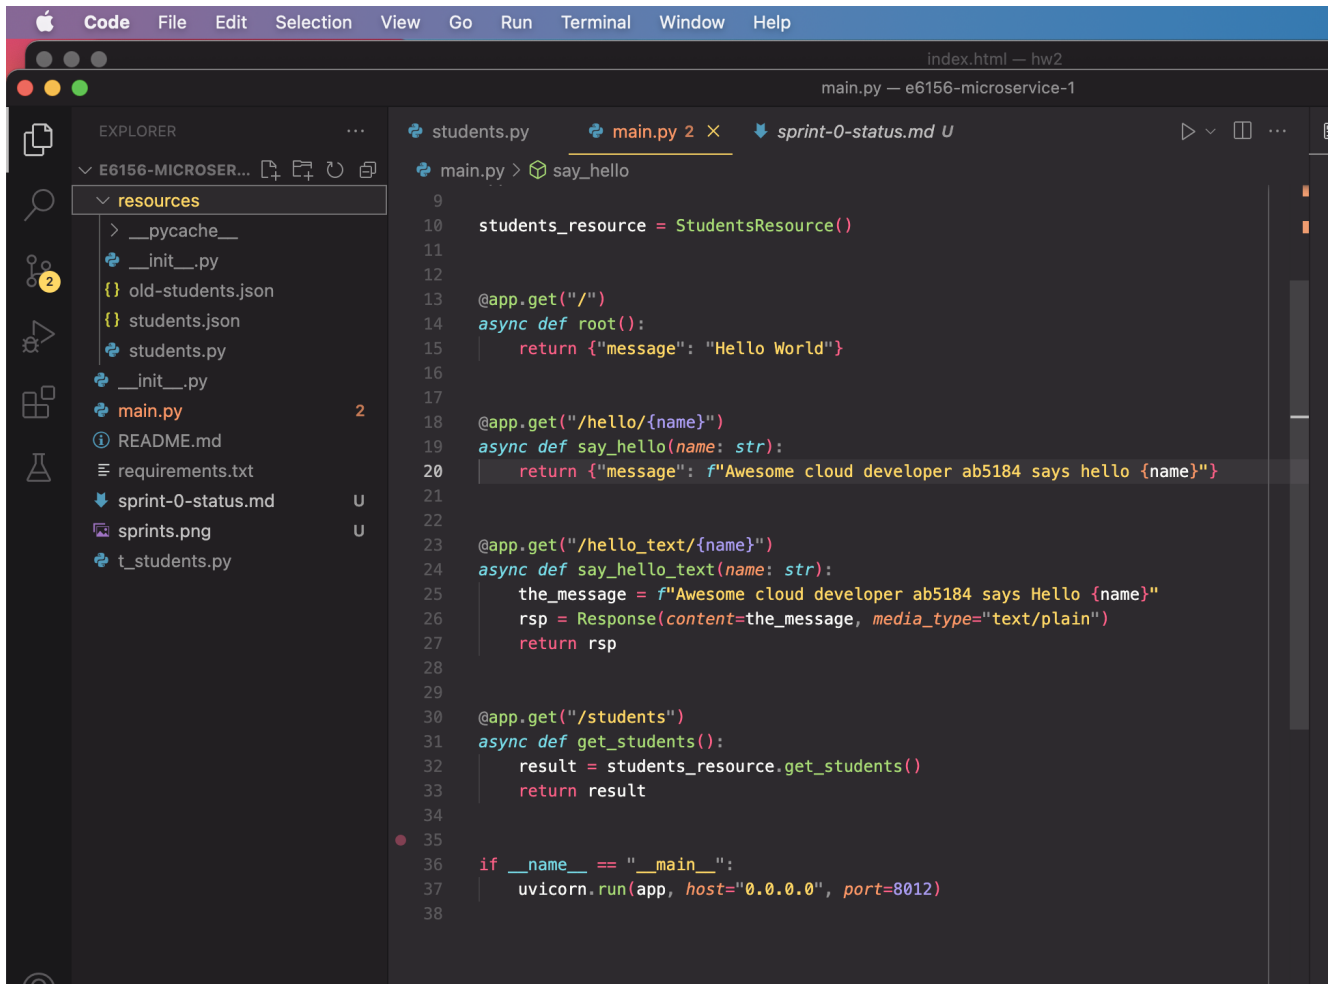 Code File Edit Selection View Go Run Terminal Window Help
index.html — hw2
main.py — e6156-microservice-1
EXPLORER ···
students.py main.py 2 × sprint-0-status.md U ···
E6156-MICROSER...
main.py > say_hello
resources
__pycache__
__init__.py
old-students.json
students.json
students.py
__init__.py
main.py 2
README.md
requirements.txt
sprint-0-status.md U
sprints.png U
t_students.py
2
9
10 students_resource = StudentsResource()
11
12
13 @app.get("/")
14 async def root():
15 return {"message": "Hello World"}
16
17
18 @app.get("/hello/{name}")
19 async def say_hello(name: str):
20 return {"message": f"Awesome cloud developer ab5184 says hello {name}"}
21
22
23 @app.get("/hello_text/{name}")
24 async def say_hello_text(name: str):
25 the_message = f"Awesome cloud developer ab5184 says Hello {name}"
26 rsp = Response(content=the_message, media_type="text/plain")
27 return rsp
28
29
30 @app.get("/students")
31 async def get_students():
32 result = students_resource.get_students()
33 return result
34
35
36 if __name__ == "__main__":
37 uvicorn.run(app, host="0.0.0.0", port=8012)
38